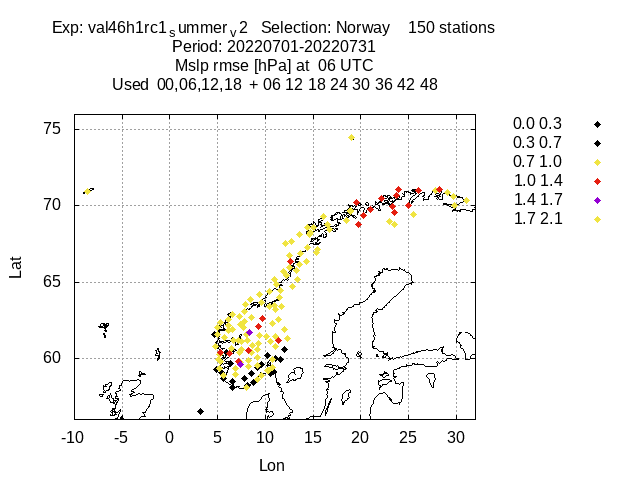 Exp: val46h1rc1ₛummerᵥ2 Selection: Norway 150 stations
Period: 20220701-20220731
Mslp rmse [hPa] at 06 UTC
Used 00,06,12,18 + 06 12 18 24 30 36 42 48
75
70
65
60
Lat
-10 -5 0 5 10 15 20 25 30
Lon
0.0 0.3
0.3 0.7
0.7 1.0
1.0 1.4
1.4 1.7
1.7 2.1